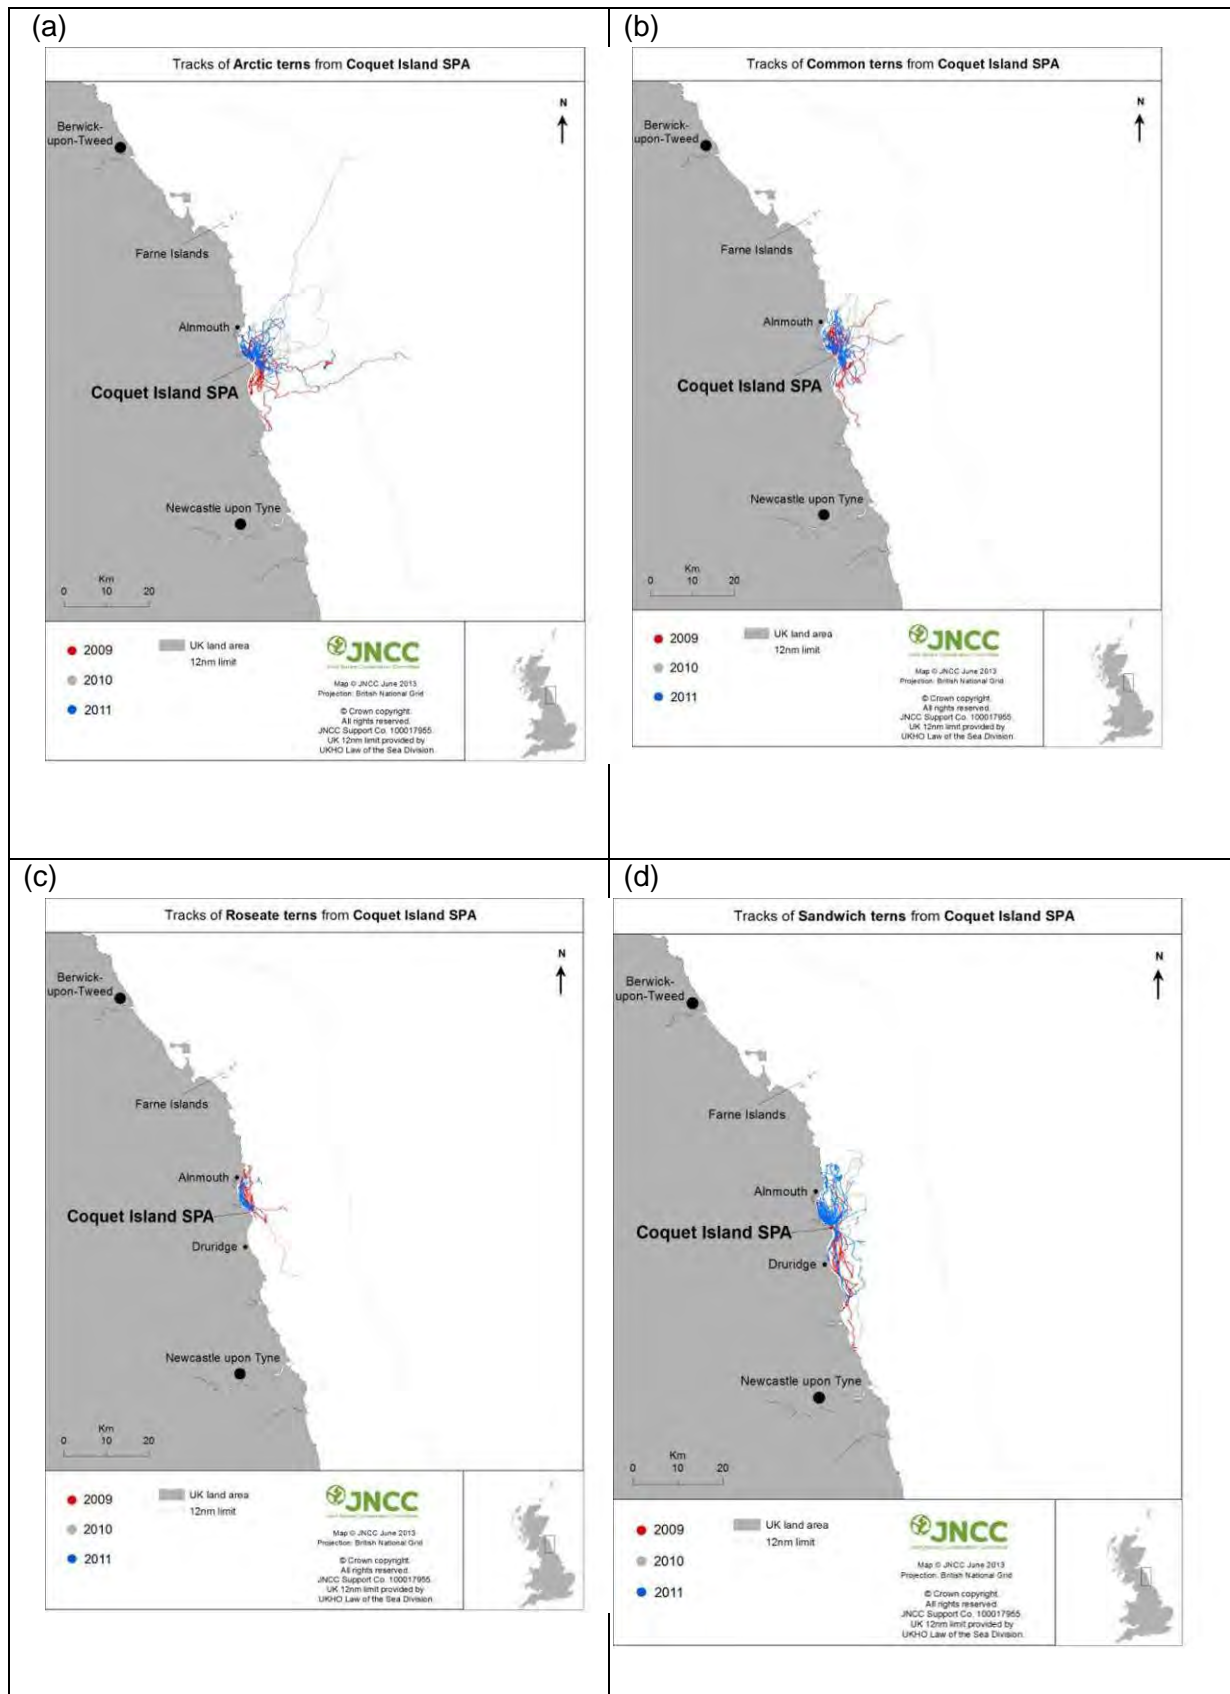 (a)
Tracks of Arctic terns from Coquet Island SPA
N
Berwick-
upon-Tweed
Farne Islands
Alnmouth
Coquet Island SPA
Newcastle upon Tyne
Km
0 10 20
2009
2010
2011
UK land area
12nm limit
JNCC
Map © JNCC June 2013
Projection: British National Grid
© Crown copyright.
All rights reserved.
JNCC Support Co. 100017955.
UK 12nm limit provided by
UKHO Law of the Sea Division.
(b)
Tracks of Common terns from Coquet Island SPA
N
Berwick-
upon-Tweed
Farne Islands
Alnmouth
Coquet Island SPA
Newcastle upon Tyne
Km
0 10 20
2009
2010
2011
UK land area
12nm limit
JNCC
Map © JNCC June 2013
Projection: British National Grid
© Crown copyright.
All rights reserved.
JNCC Support Co. 100017955.
UK 12nm limit provided by
UKHO Law of the Sea Division.
(c)
Tracks of Roseate terns from Coquet Island SPA
N
Berwick-
upon-Tweed
Farne Islands
Alnmouth
Coquet Island SPA
Druridge
Newcastle upon Tyne
Km
0 10 20
2009
2010
2011
UK land area
12nm limit
JNCC
Map © JNCC June 2013
Projection: British National Grid
© Crown copyright.
All rights reserved.
JNCC Support Co. 100017955.
UK 12nm limit provided by
UKHO Law of the Sea Division.
(d)
Tracks of Sandwich terns from Coquet Island SPA
N
Berwick-
upon-Tweed
Farne Islands
Alnmouth
Coquet Island SPA
Druridge
Newcastle upon Tyne
Km
0 10 20
2009
2010
2011
UK land area
12nm limit
JNCC
Map © JNCC June 2013
Projection: British National Grid
© Crown copyright.
All rights reserved.
JNCC Support Co. 100017955.
UK 12nm limit provided by
UKHO Law of the Sea Division.